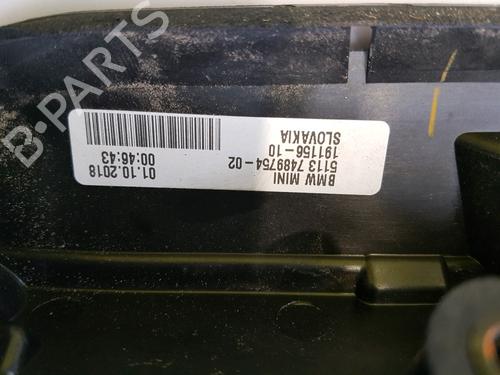 BMW MINI
5113 7489754-02
191156-10
SLOVAKIA
01.10.2018
00:46:43
B-PARTS